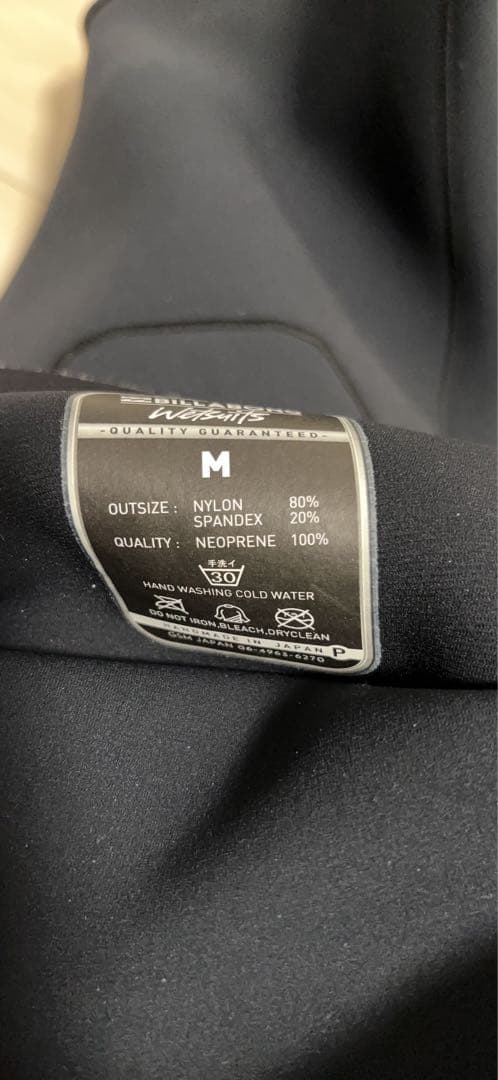 BILLABONG
Wetsuits
-QUALITY GUARANTEED-
M
OUTSIZE : NYLON 80%
SPANDEX 20%
QUALITY : NEOPRENE 100%
手洗イ
30
HAND WASHING COLD WATER
DO NOT IRON,BLEACH,DRYCLEAN
HANDMADE IN JAPAN P
GSM JAPAN 06-4963-6270